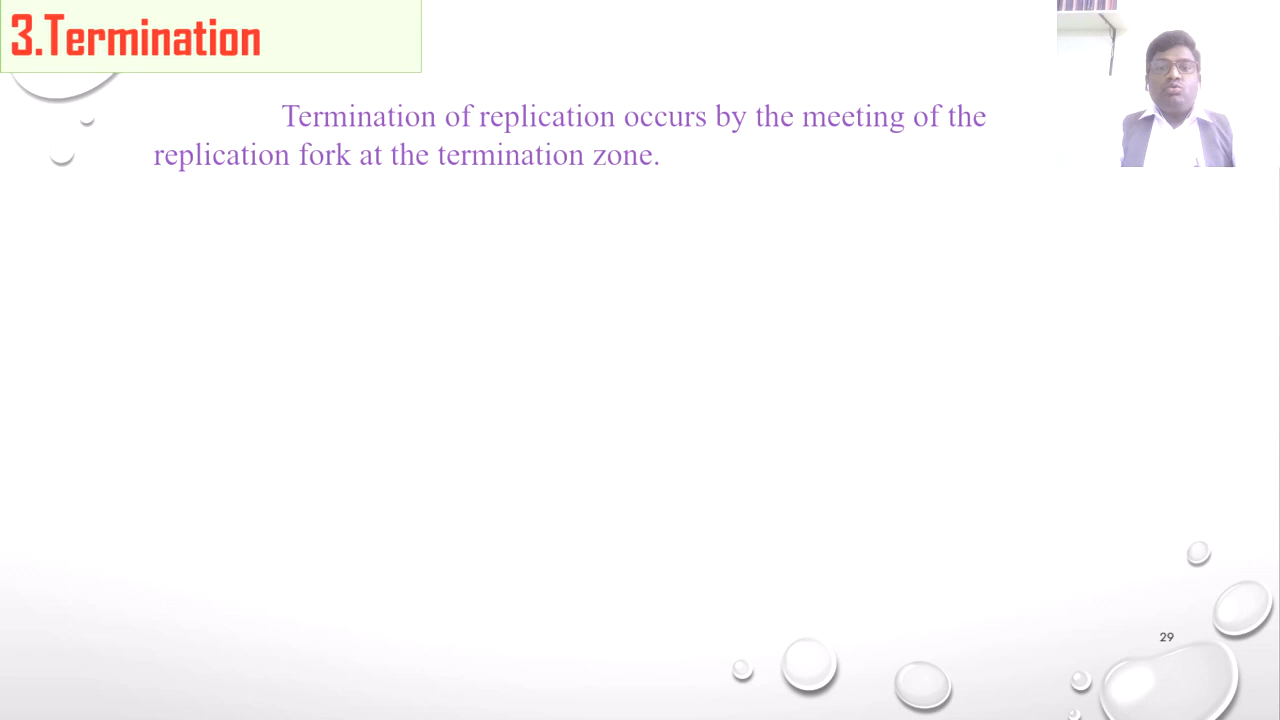 3.Termination
Termination of replication occurs by the meeting of the
replication fork at the termination zone.
29